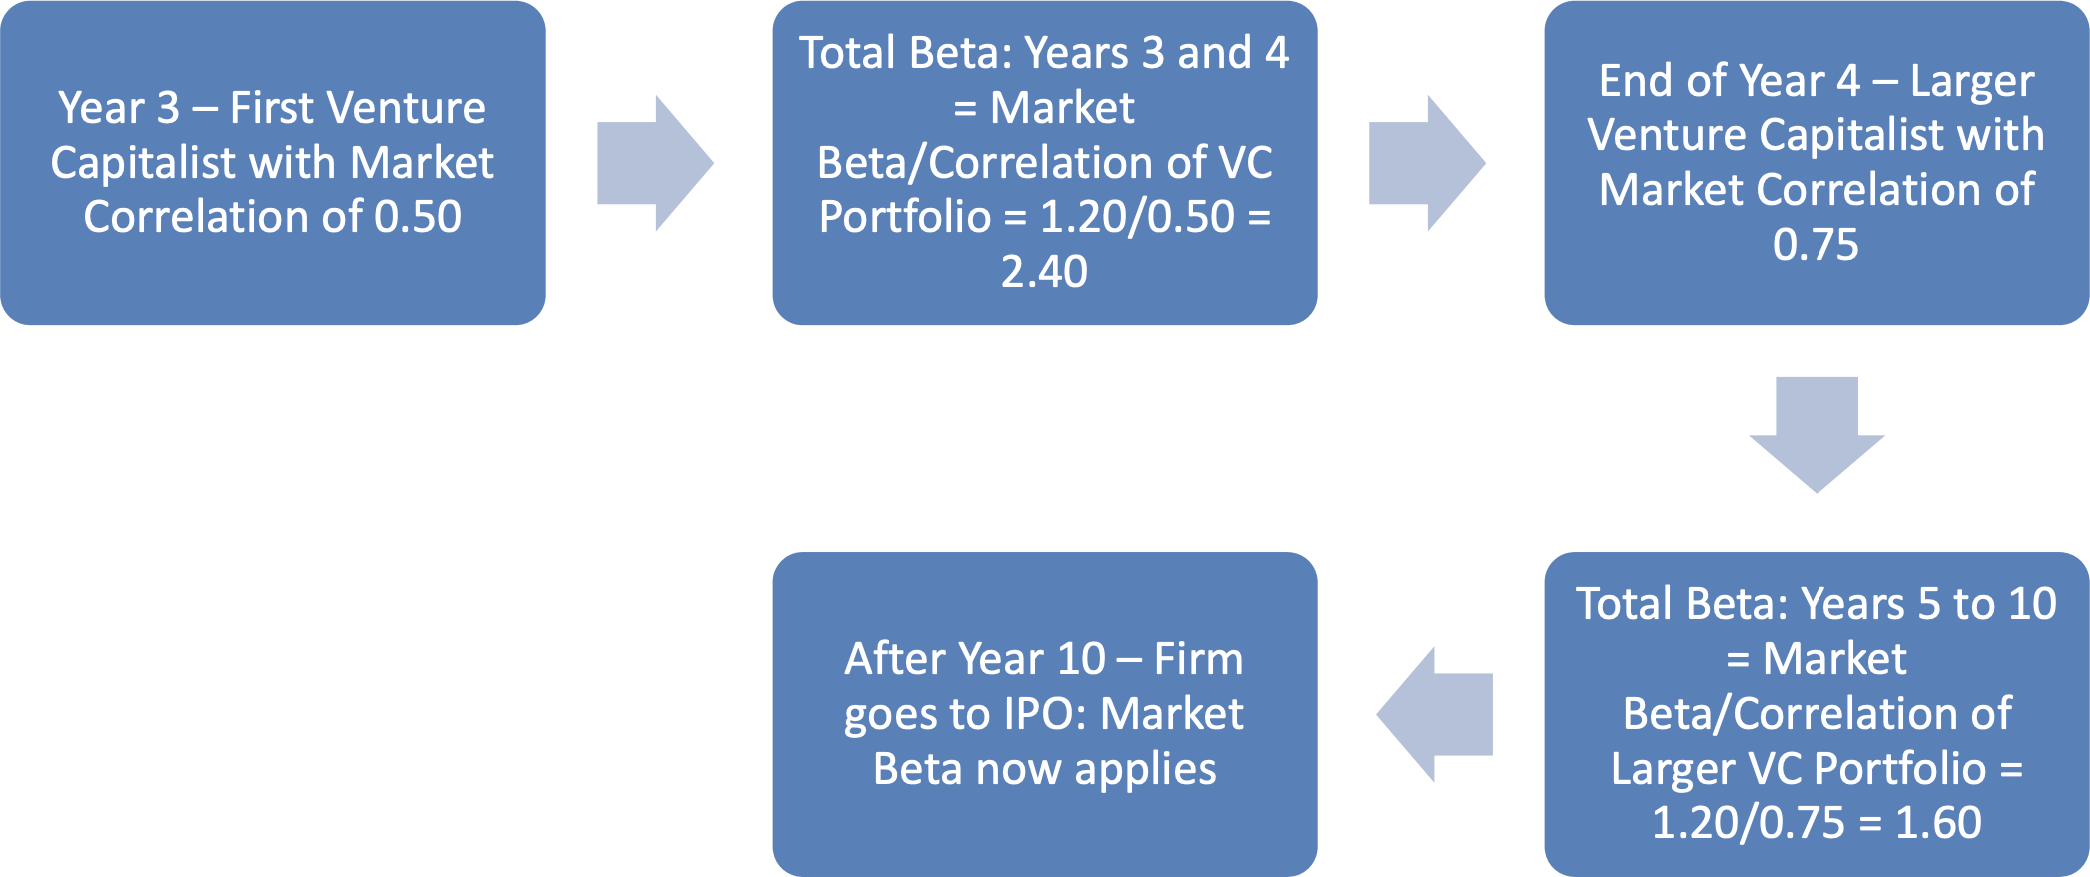 Year 3 – First Venture
Capitalist with Market
Correlation of 0.50
Total Beta: Years 3 and 4
= Market
Beta/Correlation of VC
Portfolio = 1.20/0.50 =
2.40
End of Year 4 – Larger
Venture Capitalist with
Market Correlation of
0.75
Total Beta: Years 5 to 10
= Market
Beta/Correlation of
Larger VC Portfolio =
1.20/0.75 = 1.60
After Year 10 – Firm
goes to IPO: Market
Beta now applies